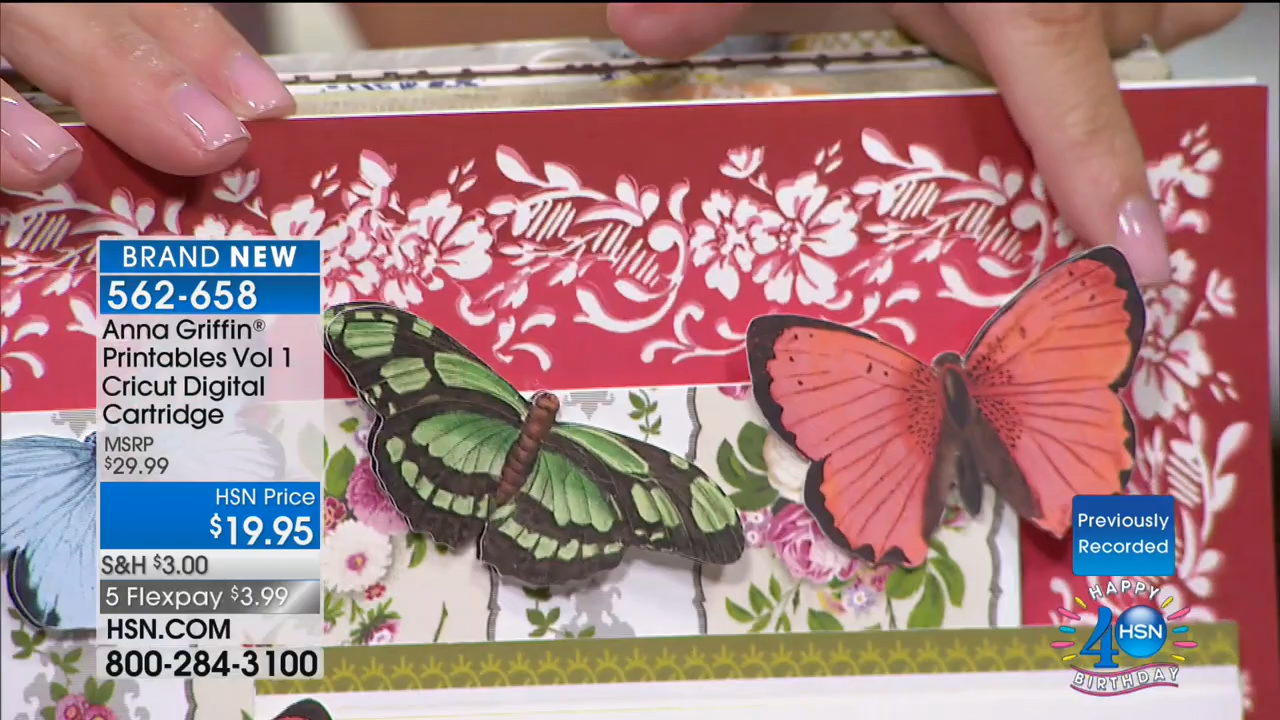 BRAND NEW
562-658
Anna Griffin®
Printables Vol 1
Cricut Digital
Cartridge
MSRP
$29.99
HSN Price
$19.95
S&H $3.00
5 Flexpay $3.99
HSN.COM
800-284-3100
Previously
Recorded
HAPPY
40
HSN
BIRTHDAY